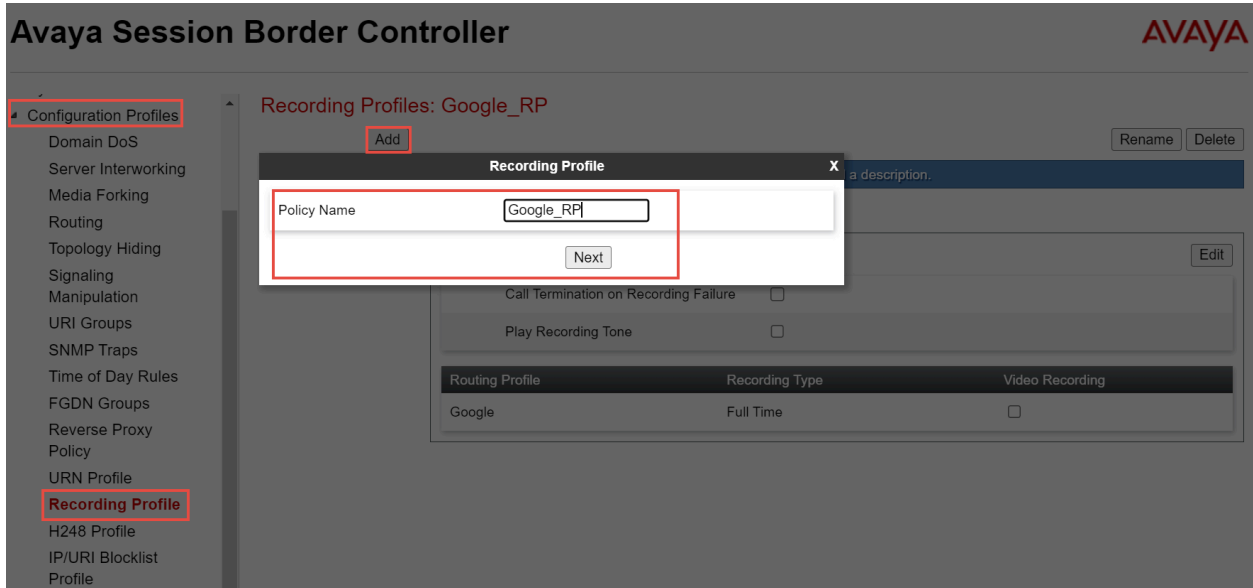 Avaya Session Border Controller
AVAYA
Configuration Profiles
Domain DoS
Server Interworking
Media Forking
Routing
Topology Hiding
Signaling
Manipulation
URI Groups
SNMP Traps
Time of Day Rules
FGDN Groups
Reverse Proxy
Policy
URN Profile
Recording Profile
H248 Profile
IP/URI Blocklist
Profile
Recording Profiles: Google_RP
Add
Rename Delete
Recording Profile X
a description.
Policy Name Google_RP
Next
Edit
Call Termination on Recording Failure
Play Recording Tone
Routing Profile Recording Type Video Recording
Google Full Time